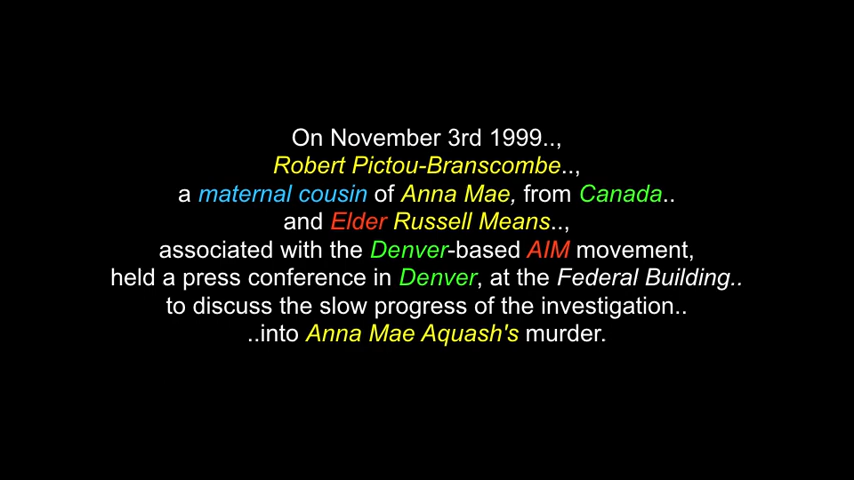 On November 3rd 1999..,
Robert Pictou-Branscombe..,
a maternal cousin of Anna Mae, from Canada..
and Elder Russell Means..,
associated with the Denver-based AIM movement,
held a press conference in Denver, at the Federal Building..
to discuss the slow progress of the investigation..
..into Anna Mae Aquash's murder.